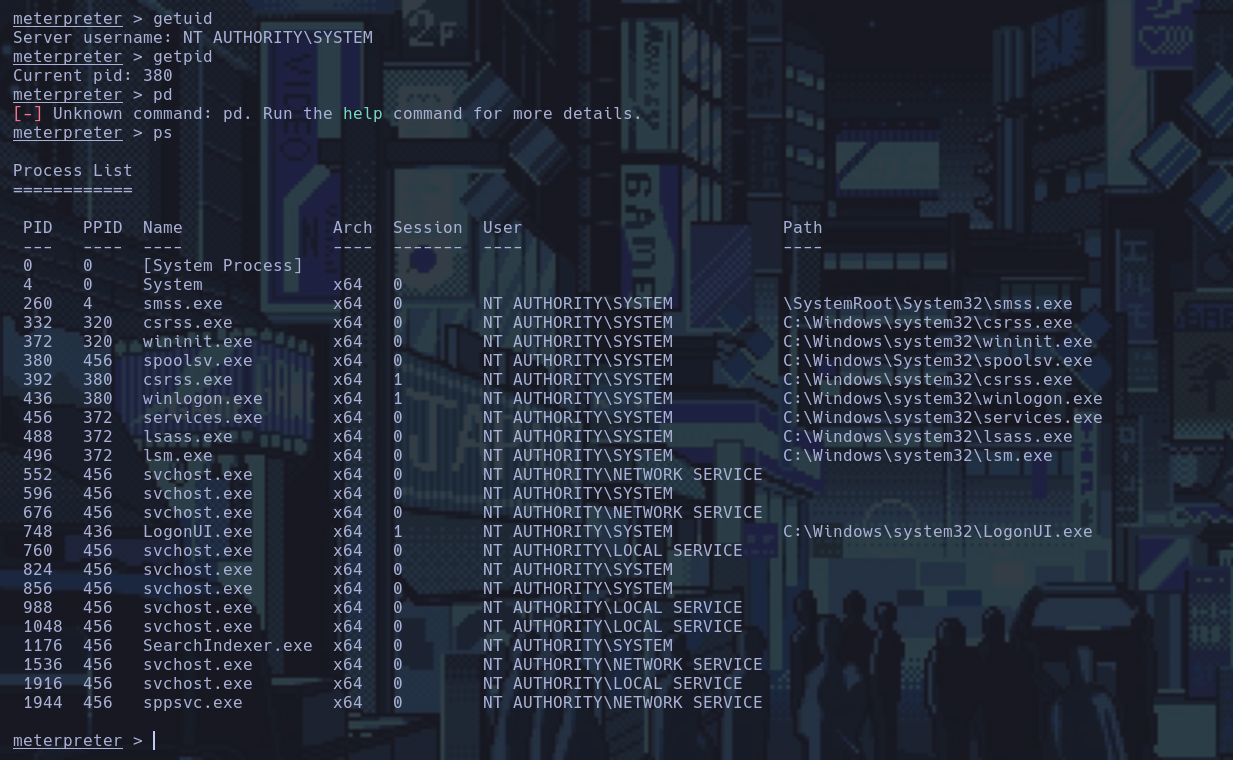 meterpreter > getuid
Server username: NT AUTHORITY\SYSTEM
meterpreter > getpid
Current pid: 380
meterpreter > pd
[-] Unknown command: pd. Run the help command for more details.
meterpreter > ps

Process List
============

 PID   PPID  Name               Arch  Session  User                          Path
 ---   ----  ----               ----  -------  ----                          ----
 0     0     [System Process]
 4     0     System             x64   0
 260   4     smss.exe           x64   0        NT AUTHORITY\SYSTEM           \SystemRoot\System32\smss.exe
 332   320   csrss.exe          x64   0        NT AUTHORITY\SYSTEM           C:\Windows\system32\csrss.exe
 372   320   wininit.exe        x64   0        NT AUTHORITY\SYSTEM           C:\Windows\system32\wininit.exe
 380   456   spoolsv.exe        x64   0        NT AUTHORITY\SYSTEM           C:\Windows\System32\spoolsv.exe
 392   380   csrss.exe          x64   1        NT AUTHORITY\SYSTEM           C:\Windows\system32\csrss.exe
 436   380   winlogon.exe       x64   1        NT AUTHORITY\SYSTEM           C:\Windows\system32\winlogon.exe
 456   372   services.exe       x64   0        NT AUTHORITY\SYSTEM           C:\Windows\system32\services.exe
 488   372   lsass.exe          x64   0        NT AUTHORITY\SYSTEM           C:\Windows\system32\lsass.exe
 496   372   lsm.exe            x64   0        NT AUTHORITY\SYSTEM           C:\Windows\system32\lsm.exe
 552   456   svchost.exe        x64   0        NT AUTHORITY\NETWORK SERVICE
 596   456   svchost.exe        x64   0        NT AUTHORITY\SYSTEM
 676   456   svchost.exe        x64   0        NT AUTHORITY\NETWORK SERVICE
 748   436   LogonUI.exe        x64   1        NT AUTHORITY\SYSTEM           C:\Windows\system32\LogonUI.exe
 760   456   svchost.exe        x64   0        NT AUTHORITY\LOCAL SERVICE
 824   456   svchost.exe        x64   0        NT AUTHORITY\SYSTEM
 856   456   svchost.exe        x64   0        NT AUTHORITY\SYSTEM
 988   456   svchost.exe        x64   0        NT AUTHORITY\LOCAL SERVICE
 1048  456   svchost.exe        x64   0        NT AUTHORITY\LOCAL SERVICE
 1176  456   SearchIndexer.exe  x64   0        NT AUTHORITY\SYSTEM
 1536  456   svchost.exe        x64   0        NT AUTHORITY\NETWORK SERVICE
 1916  456   svchost.exe        x64   0        NT AUTHORITY\LOCAL SERVICE
 1944  456   sppsvc.exe         x64   0        NT AUTHORITY\NETWORK SERVICE

meterpreter >
2F
VIDEO
GAME